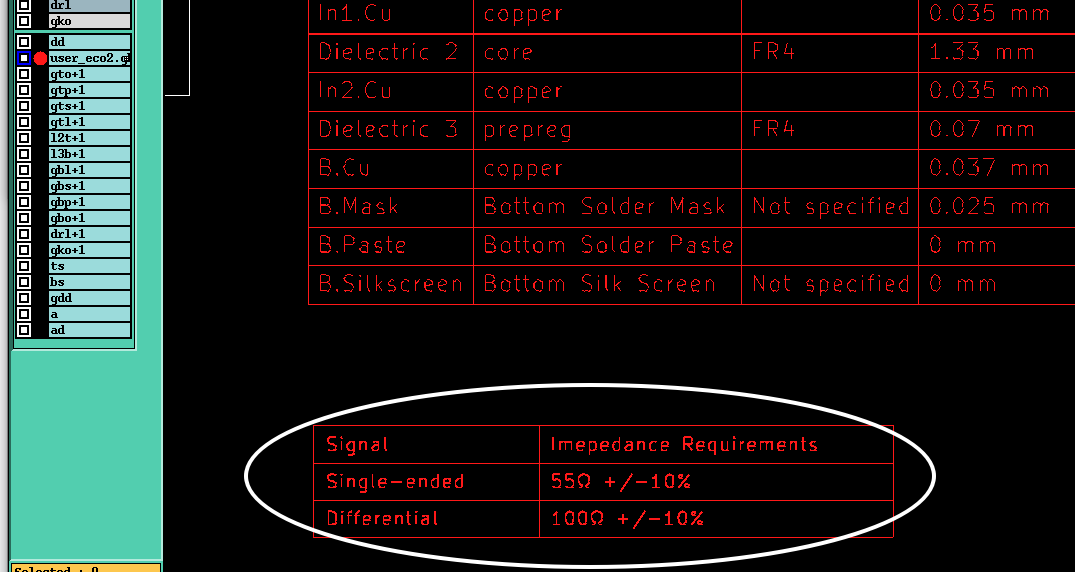 drl
gko
dd
user_eco2.gb
gto+1
gtp+1
gts+1
gtl+1
l2t+1
l3b+1
gbl+1
gbs+1
gbp+1
gbo+1
drl+1
gko+1
ts
bs
gdd
a
ad
Selected : 0
In1.Cu copper 0.035 mm
Dielectric 2 core FR4 1.33 mm
In2.Cu copper 0.035 mm
Dielectric 3 prepreg FR4 0.07 mm
B.Cu copper 0.037 mm
B.Mask Bottom Solder Mask Not specified 0.025 mm
B.Paste Bottom Solder Paste 0 mm
B.Silkscreen Bottom Silk Screen Not specified 0 mm
Signal Imepedance Requirements
Single-ended 55Ω +/-10%
Differential 100Ω +/-10%